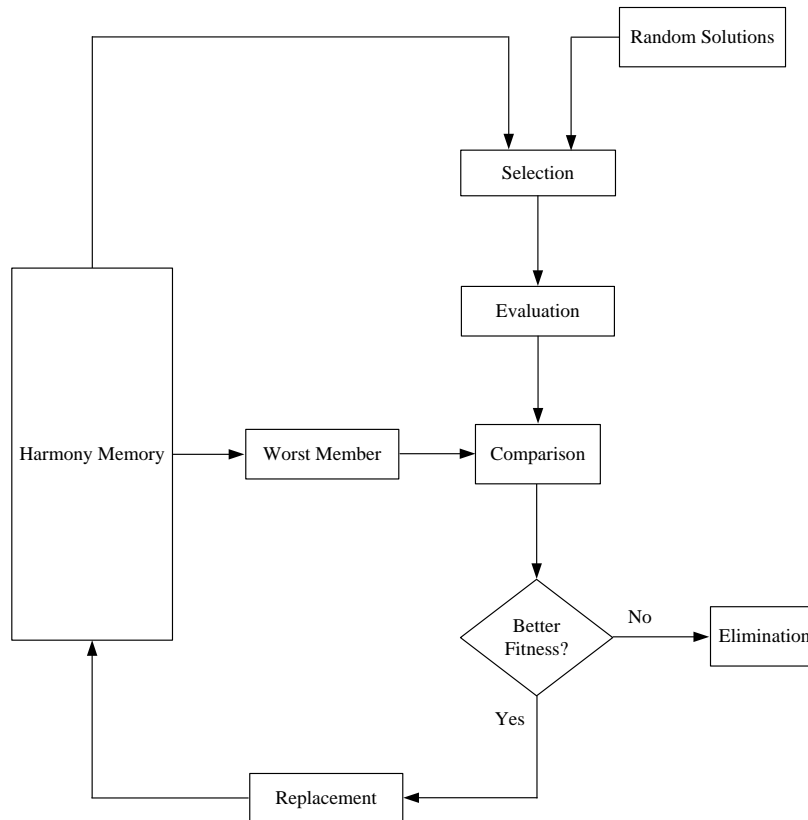 Random Solutions
Selection
Evaluation
Harmony Memory
Worst Member
Comparison
Better
Fitness?
No
Elimination
Yes
Replacement